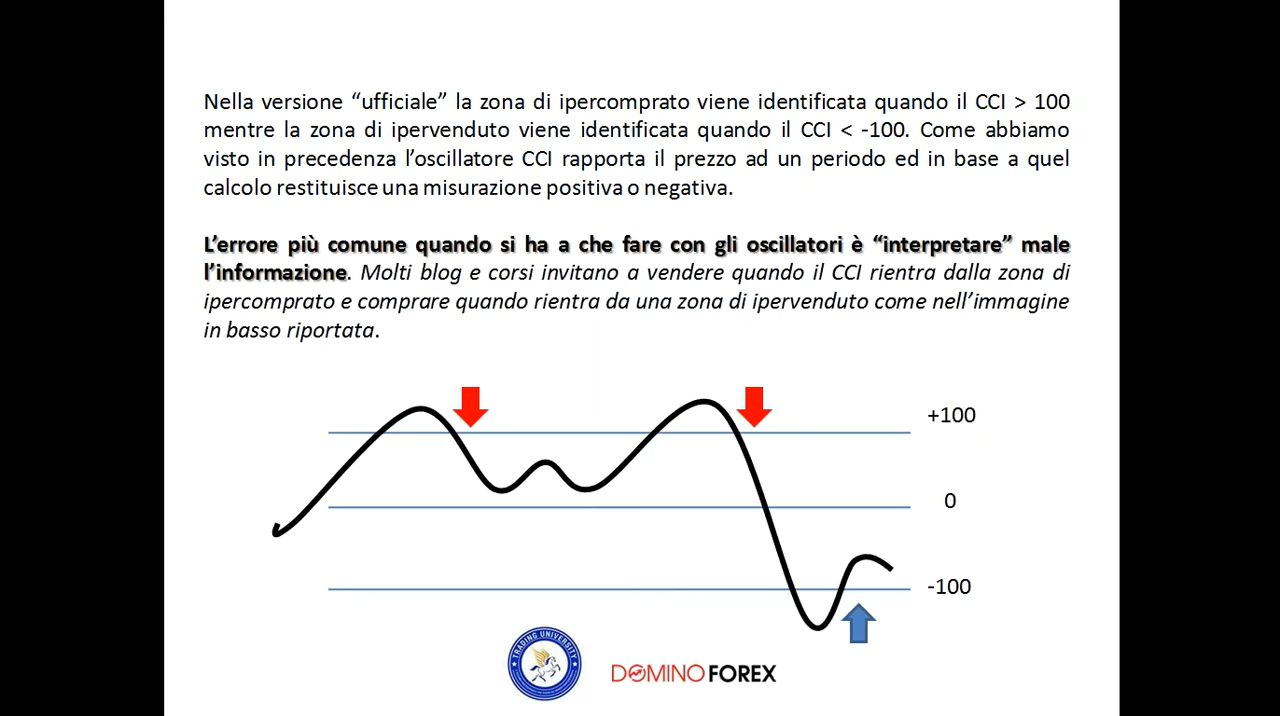 Nella versione “ufficiale” la zona di ipercomprato viene identificata quando il CCI > 100
mentre la zona di ipervenduto viene identificata quando il CCI < -100. Come abbiamo
visto in precedenza l’oscillatore CCI rapporta il prezzo ad un periodo ed in base a quel
calcolo restituisce una misurazione positiva o negativa.
L’errore più comune quando si ha a che fare con gli oscillatori è “interpretare” male
l’informazione. Molti blog e corsi invitano a vendere quando il CCI rientra dalla zona di
ipercomprato e comprare quando rientra da una zona di ipervenduto come nell’immagine
in basso riportata.
+100
0
-100
TRADING UNIVERSITY
DOMINO FOREX